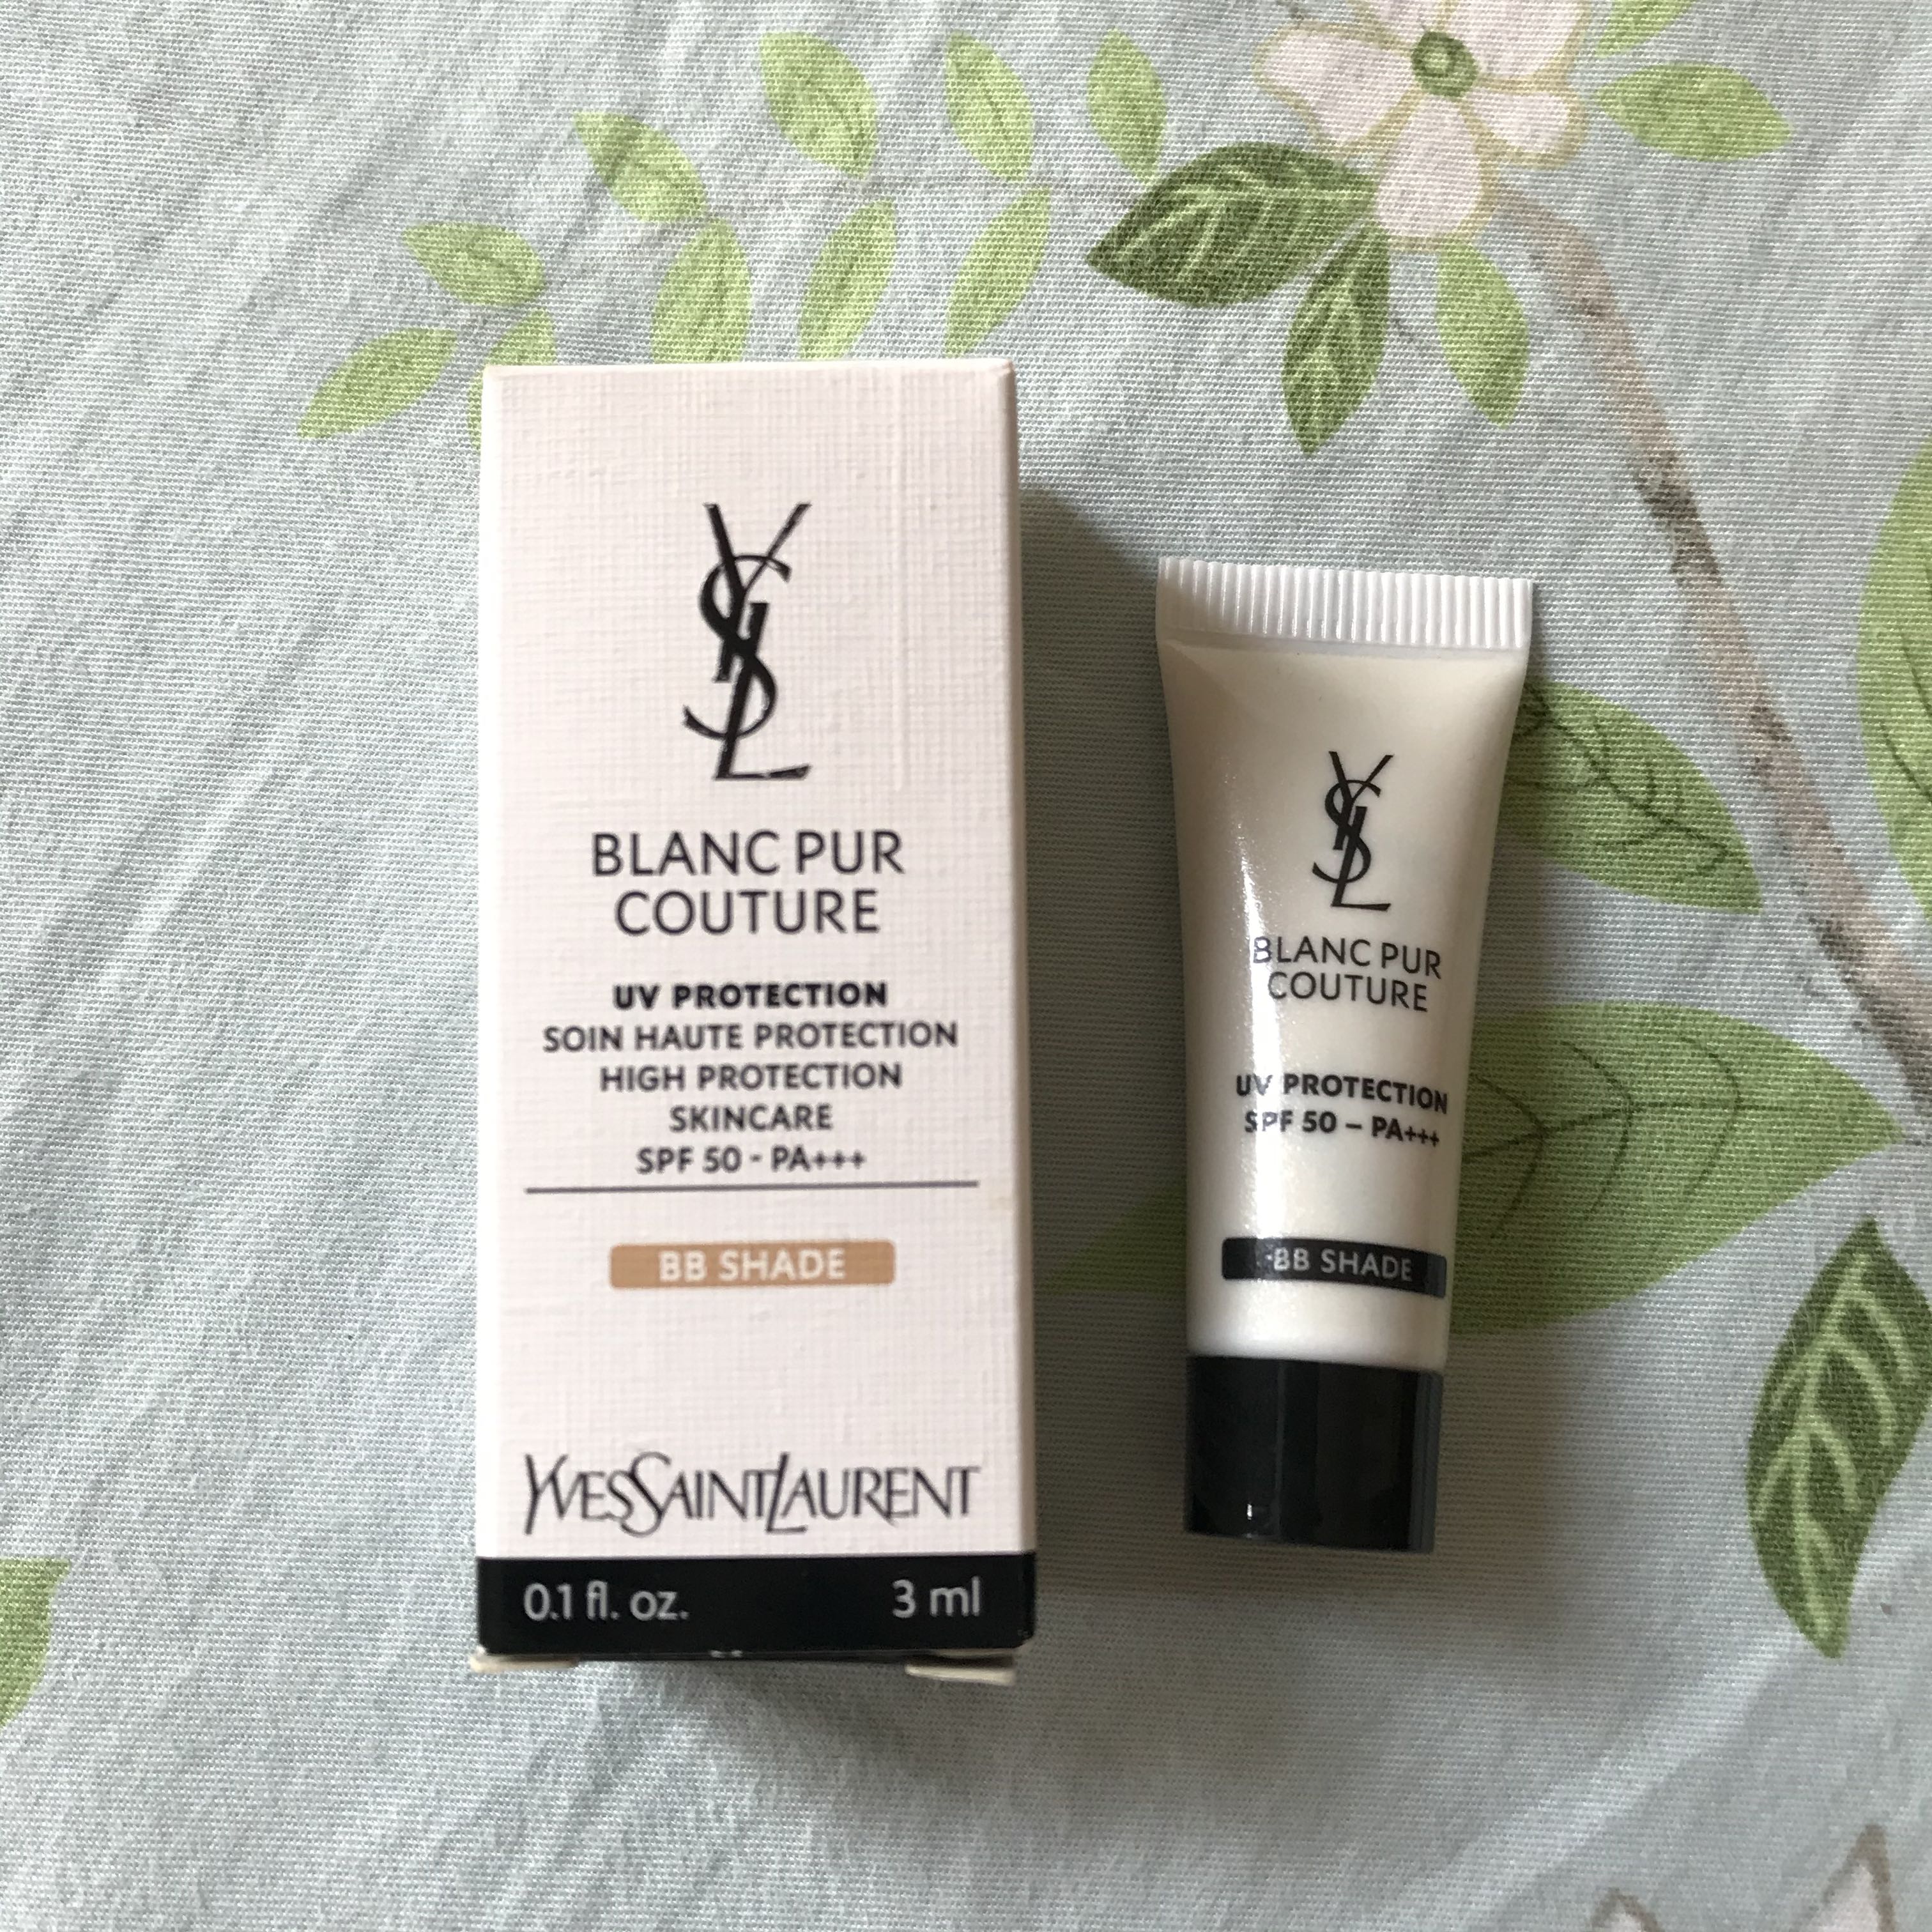 YSL
BLANC PUR
COUTURE
UV PROTECTION
SOIN HAUTE PROTECTION
HIGH PROTECTION
SKINCARE
SPF 50 - PA+++
BB SHADE
YVESSAINTLAURENT
0.1 fl. oz. 3 ml
YSL
BLANC PUR
COUTURE
UV PROTECTION
SPF 50 – PA+++
BB SHADE